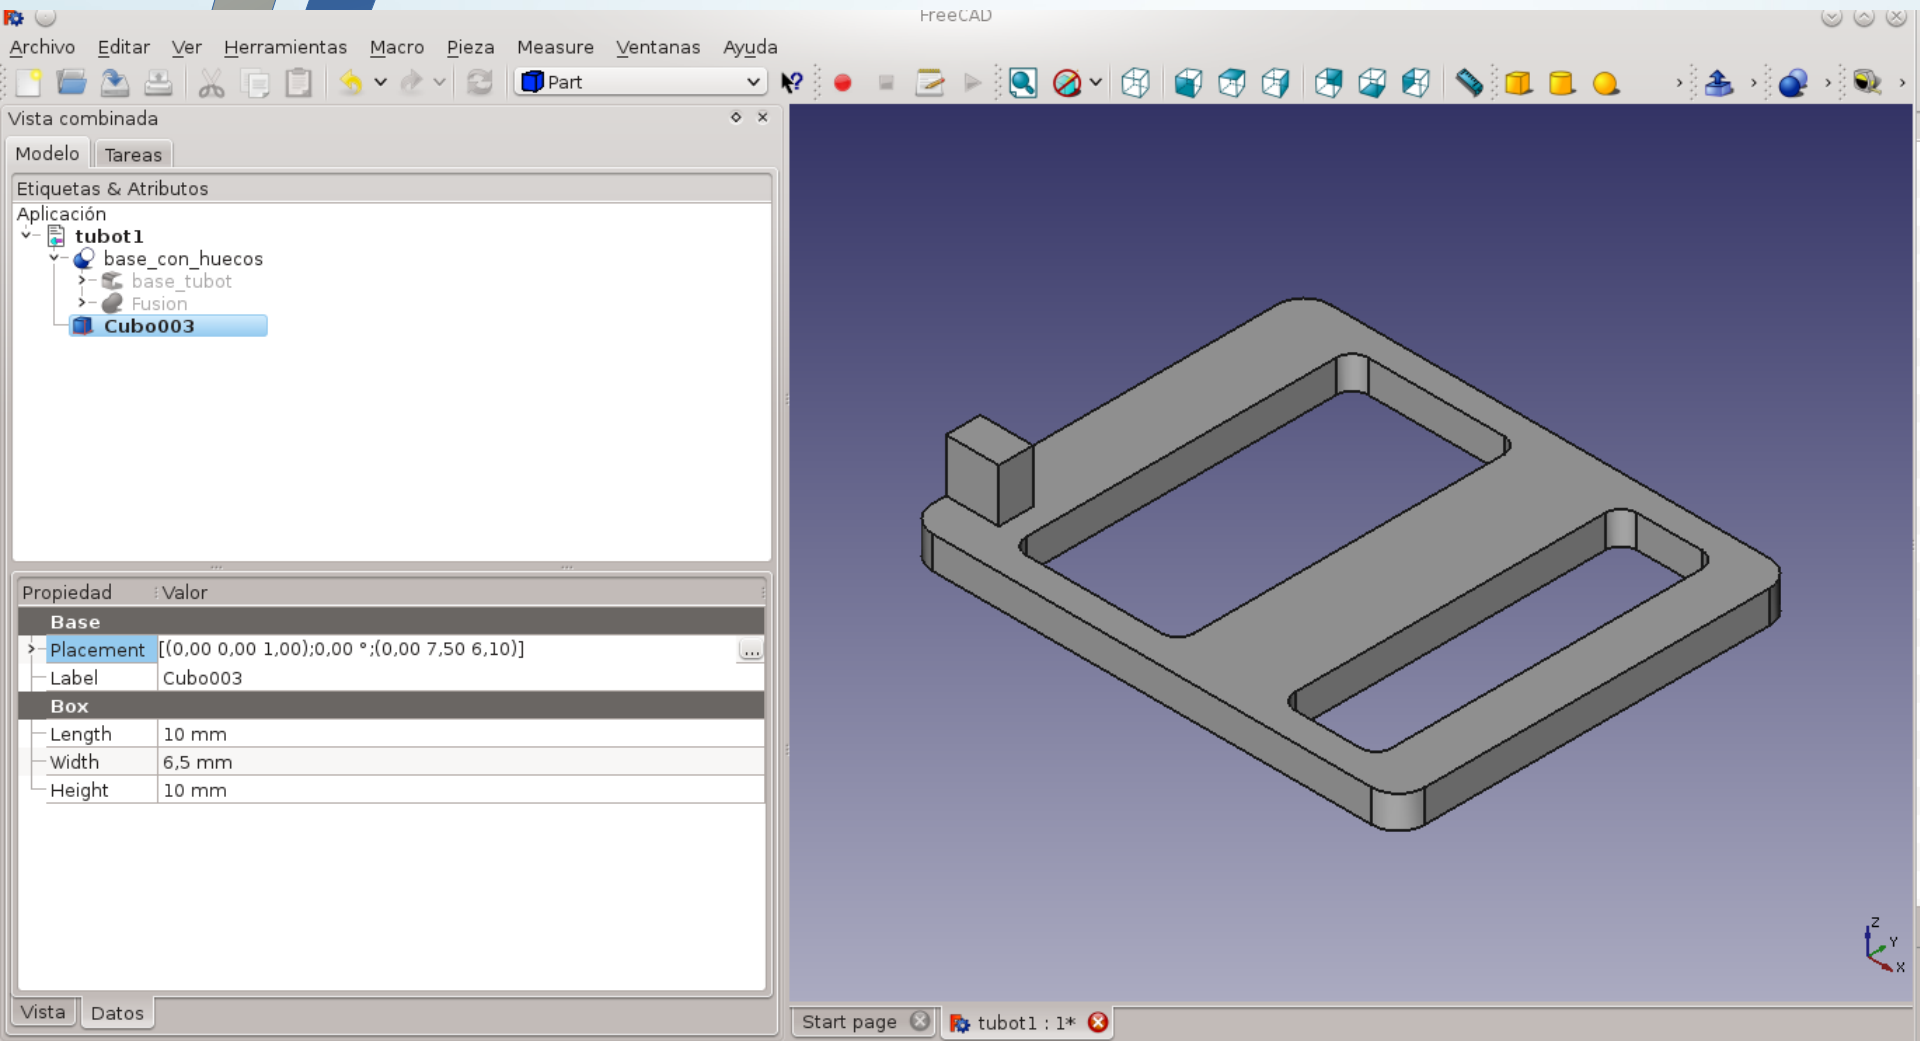 FreeCAD
Archivo Editar Ver Herramientas Macro Pieza Measure Ventanas Ayuda
Part
Vista combinada
Modelo Tareas
Etiquetas & Atributos
Aplicación
tubot1
base_con_huecos
base_tubot
Fusion
Cubo003
Propiedad Valor
Base
Placement [(0,00 0,00 1,00);0,00 °;(0,00 7,50 6,10)] ...
Label Cubo003
Box
Length 10 mm
Width 6,5 mm
Height 10 mm
Vista Datos
Z
Y
X
Start page tubot1 : 1*